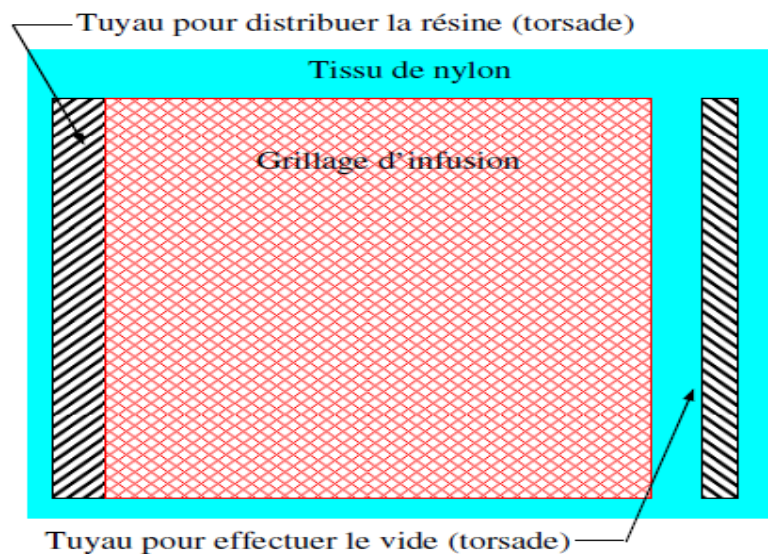 Tuyau pour distribuer la résine (torsade)
Tissu de nylon
Grillage d'infusion
Tuyau pour effectuer le vide (torsade)